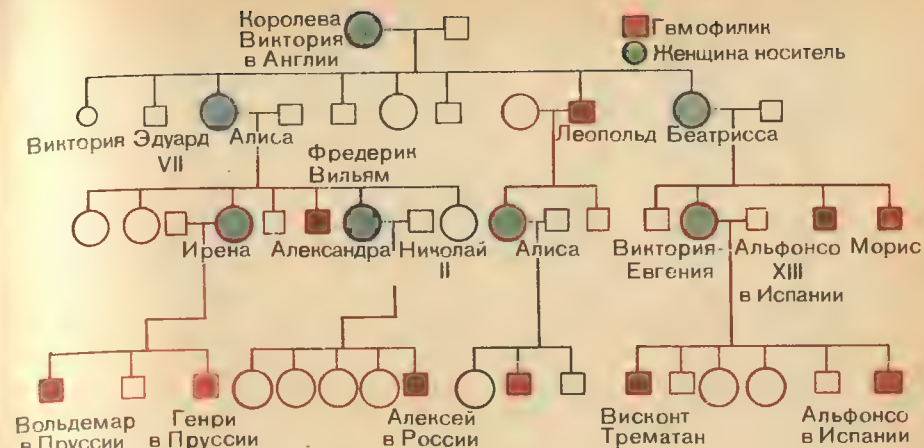 Королева
Виктория
в Англии
Гемофилик
Женщина носитель
Виктория
Эдуард
VII
Алиса
Леопольд
Беатрисса
Фредерик
Вильям
Ирена
Александра
Николай
II
Алиса
Виктория-
Евгения
Альфонсо
XIII
в Испании
Морис
Вольдемар
в Пруссии
Генри
в Пруссии
Алексей
в России
Висконт
Трематан
Альфонсо
в Испании